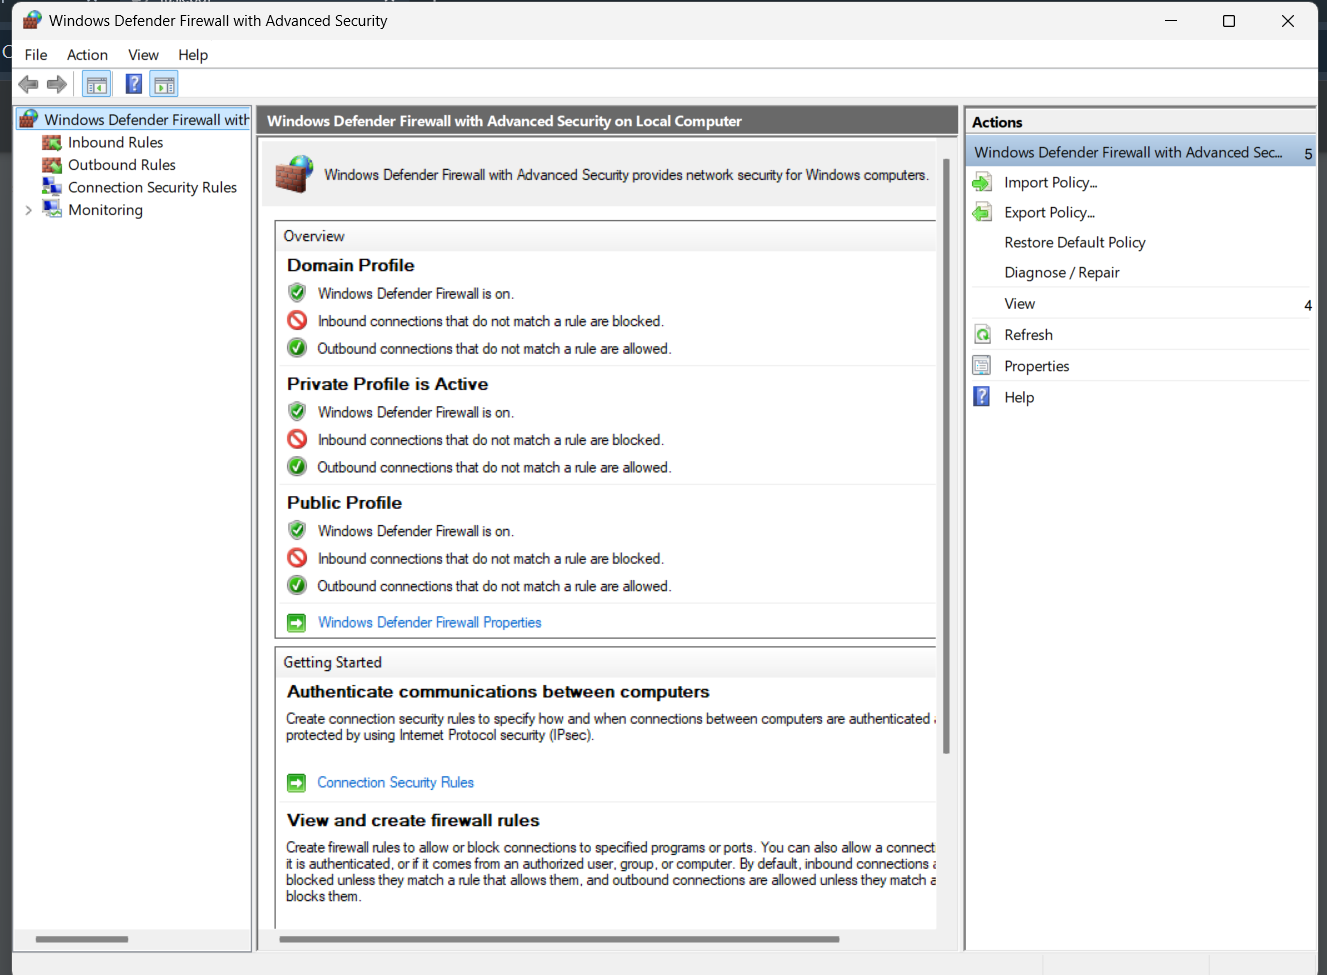 Windows Defender Firewall with Advanced Security
File Action View Help
Windows Defender Firewall with
Inbound Rules
Outbound Rules
Connection Security Rules
Monitoring
Windows Defender Firewall with Advanced Security on Local Computer
Windows Defender Firewall with Advanced Security provides network security for Windows computers.
Overview
Domain Profile
Windows Defender Firewall is on.
Inbound connections that do not match a rule are blocked.
Outbound connections that do not match a rule are allowed.
Private Profile is Active
Windows Defender Firewall is on.
Inbound connections that do not match a rule are blocked.
Outbound connections that do not match a rule are allowed.
Public Profile
Windows Defender Firewall is on.
Inbound connections that do not match a rule are blocked.
Outbound connections that do not match a rule are allowed.
Windows Defender Firewall Properties
Getting Started
Authenticate communications between computers
Create connection security rules to specify how and when connections between computers are authenticated
protected by using Internet Protocol security (IPsec).
Connection Security Rules
View and create firewall rules
Create firewall rules to allow or block connections to specified programs or ports. You can also allow a connect
it is authenticated, or if it comes from an authorized user, group, or computer. By default, inbound connections
blocked unless they match a rule that allows them, and outbound connections are allowed unless they match a
blocks them.
Actions
Windows Defender Firewall with Advanced Sec... 5
Import Policy...
Export Policy...
Restore Default Policy
Diagnose / Repair
View 4
Refresh
Properties
Help